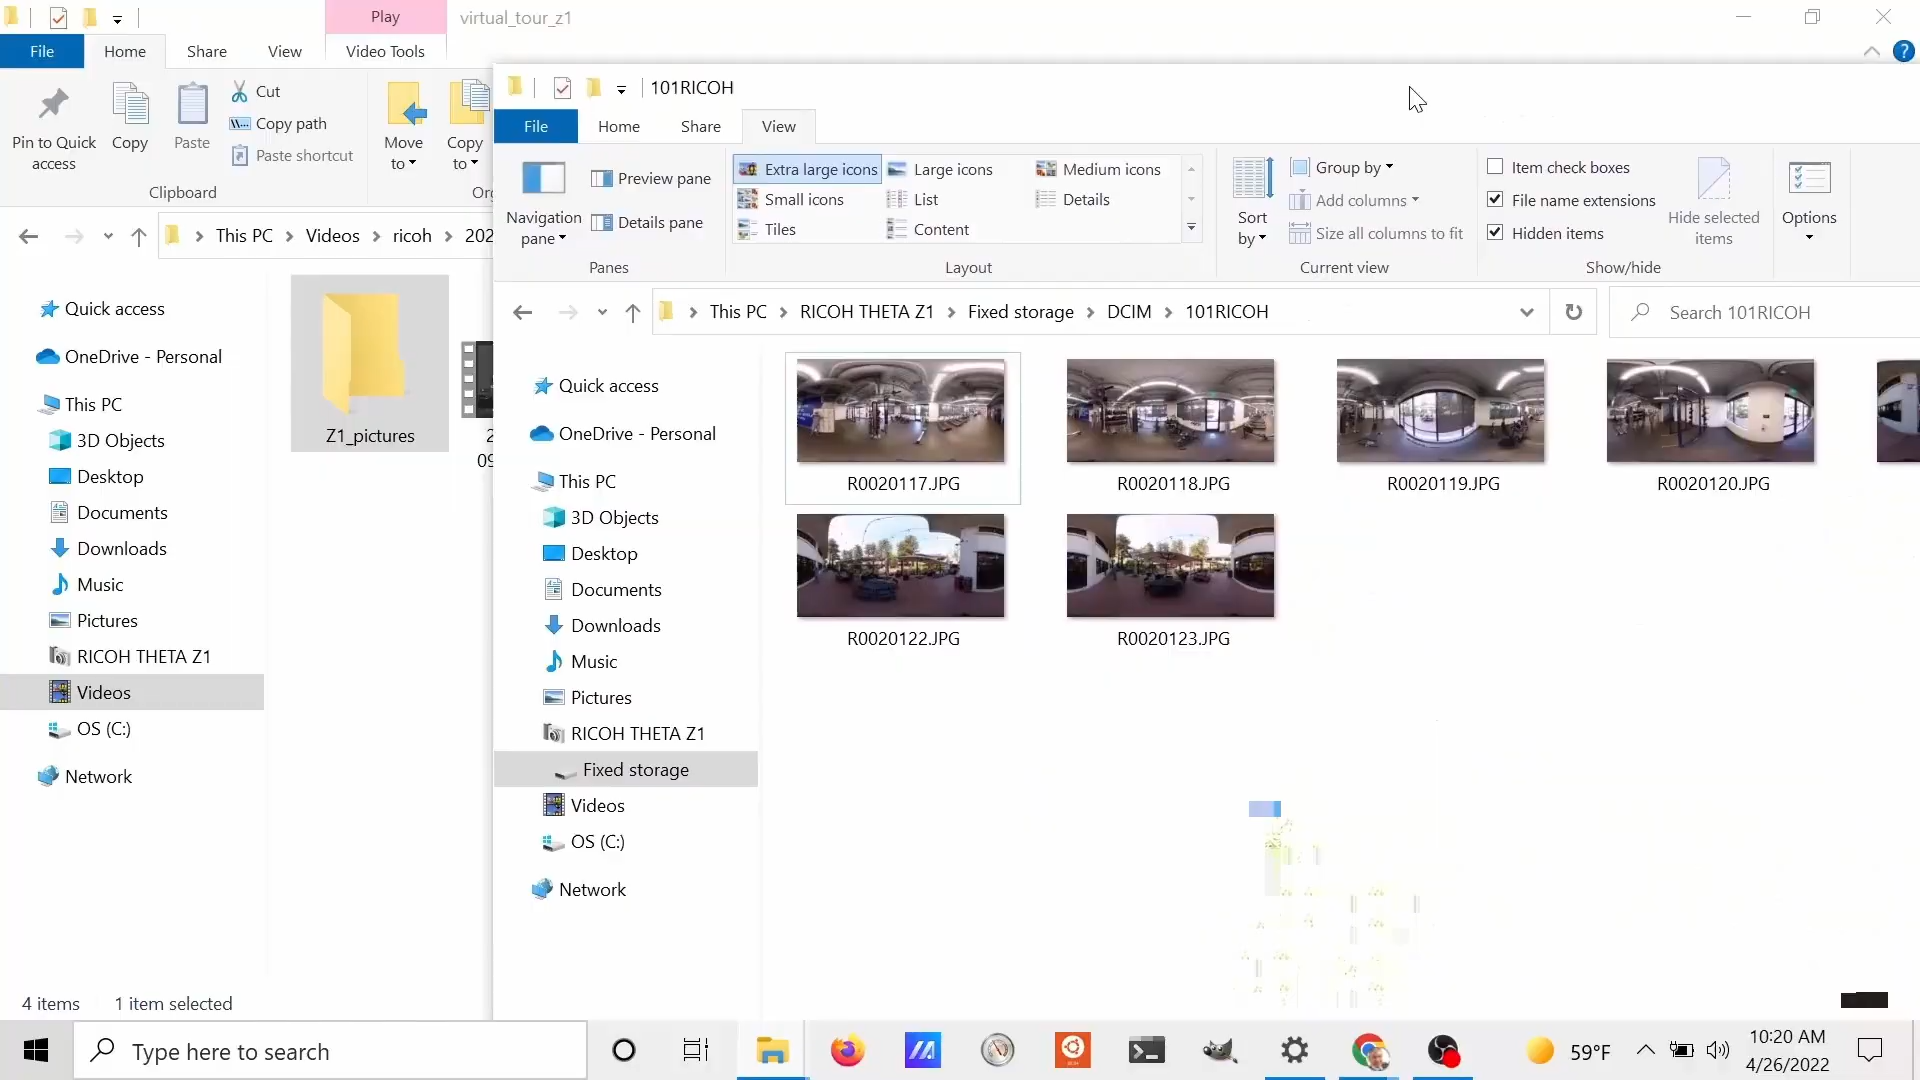 Play
virtual_tour_z1
File
Home
Share
View
Video Tools
Pin to Quick
access
Copy
Paste
Cut
Copy path
Paste shortcut
Move
to
Copy
to
Clipboard
This PC
Videos
ricoh
Quick access
OneDrive - Personal
This PC
3D Objects
Desktop
Documents
Downloads
Music
Pictures
RICOH THETA Z1
Videos
OS (C:)
Network
Z1_pictures
4 items
1 item selected
101RICOH
File
Home
Share
View
Navigation
pane
Preview pane
Details pane
Panes
Extra large icons
Large icons
Medium icons
Small icons
List
Details
Tiles
Content
Layout
Sort
by
Group by
Add columns
Size all columns to fit
Current view
Item check boxes
File name extensions
Hidden items
Hide selected
items
Show/hide
Options
This PC
RICOH THETA Z1
Fixed storage
DCIM
101RICOH
Search 101RICOH
Quick access
OneDrive - Personal
This PC
3D Objects
Desktop
Documents
Downloads
Music
Pictures
RICOH THETA Z1
Fixed storage
Videos
OS (C:)
Network
R0020117.JPG
R0020118.JPG
R0020119.JPG
R0020120.JPG
R0020122.JPG
R0020123.JPG
Type here to search
59°F
10:20 AM
4/26/2022